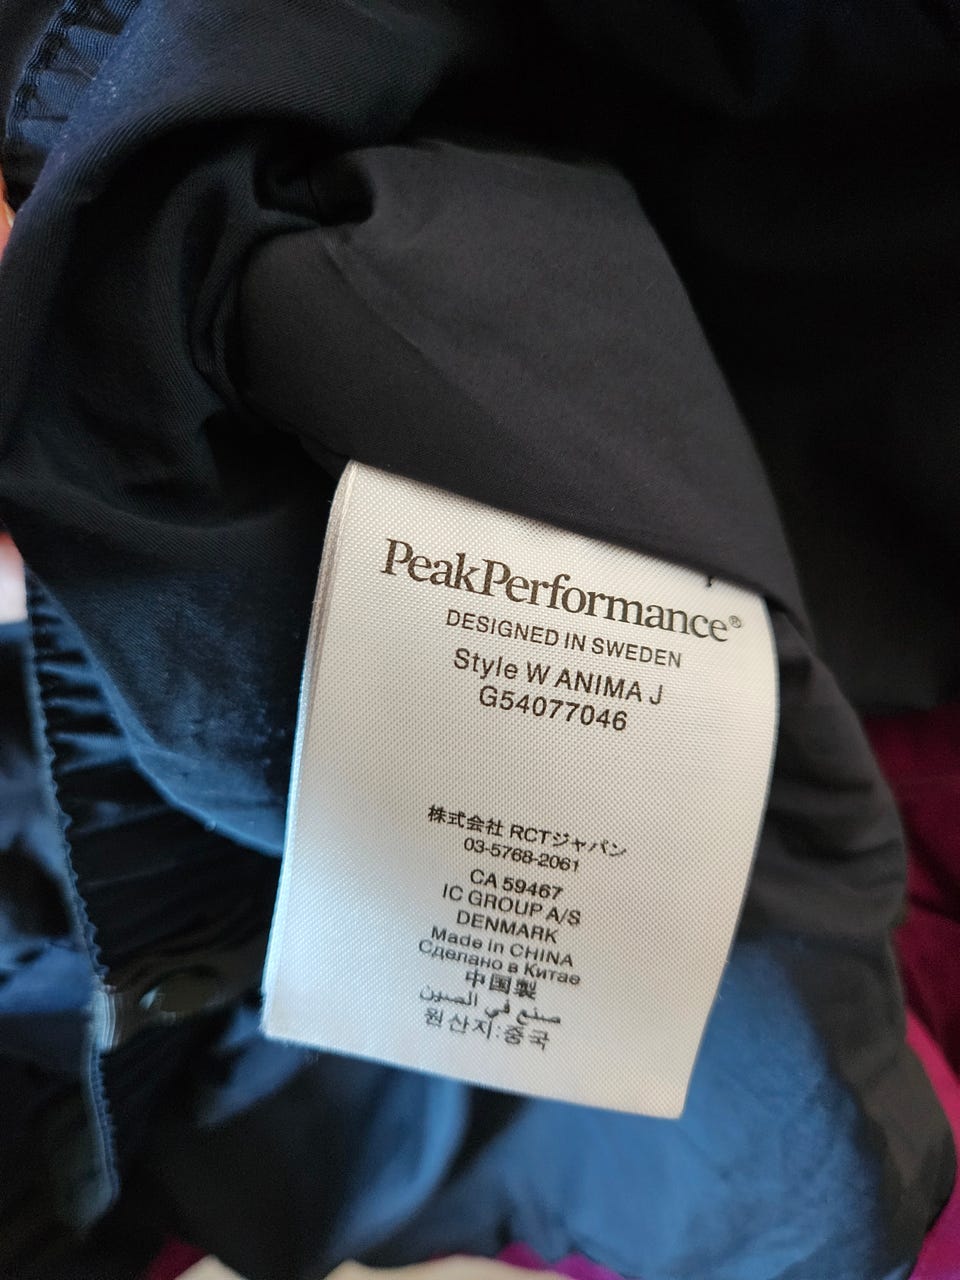 PeakPerformance®
DESIGNED IN SWEDEN
Style W ANIMA J
G54077046
株式会社 RCTジャパン
03-5768-2061
CA 59467
IC GROUP A/S
DENMARK
Made in CHINA
Сделано в Китае
中国製
صنع في الصين
원산지:중국